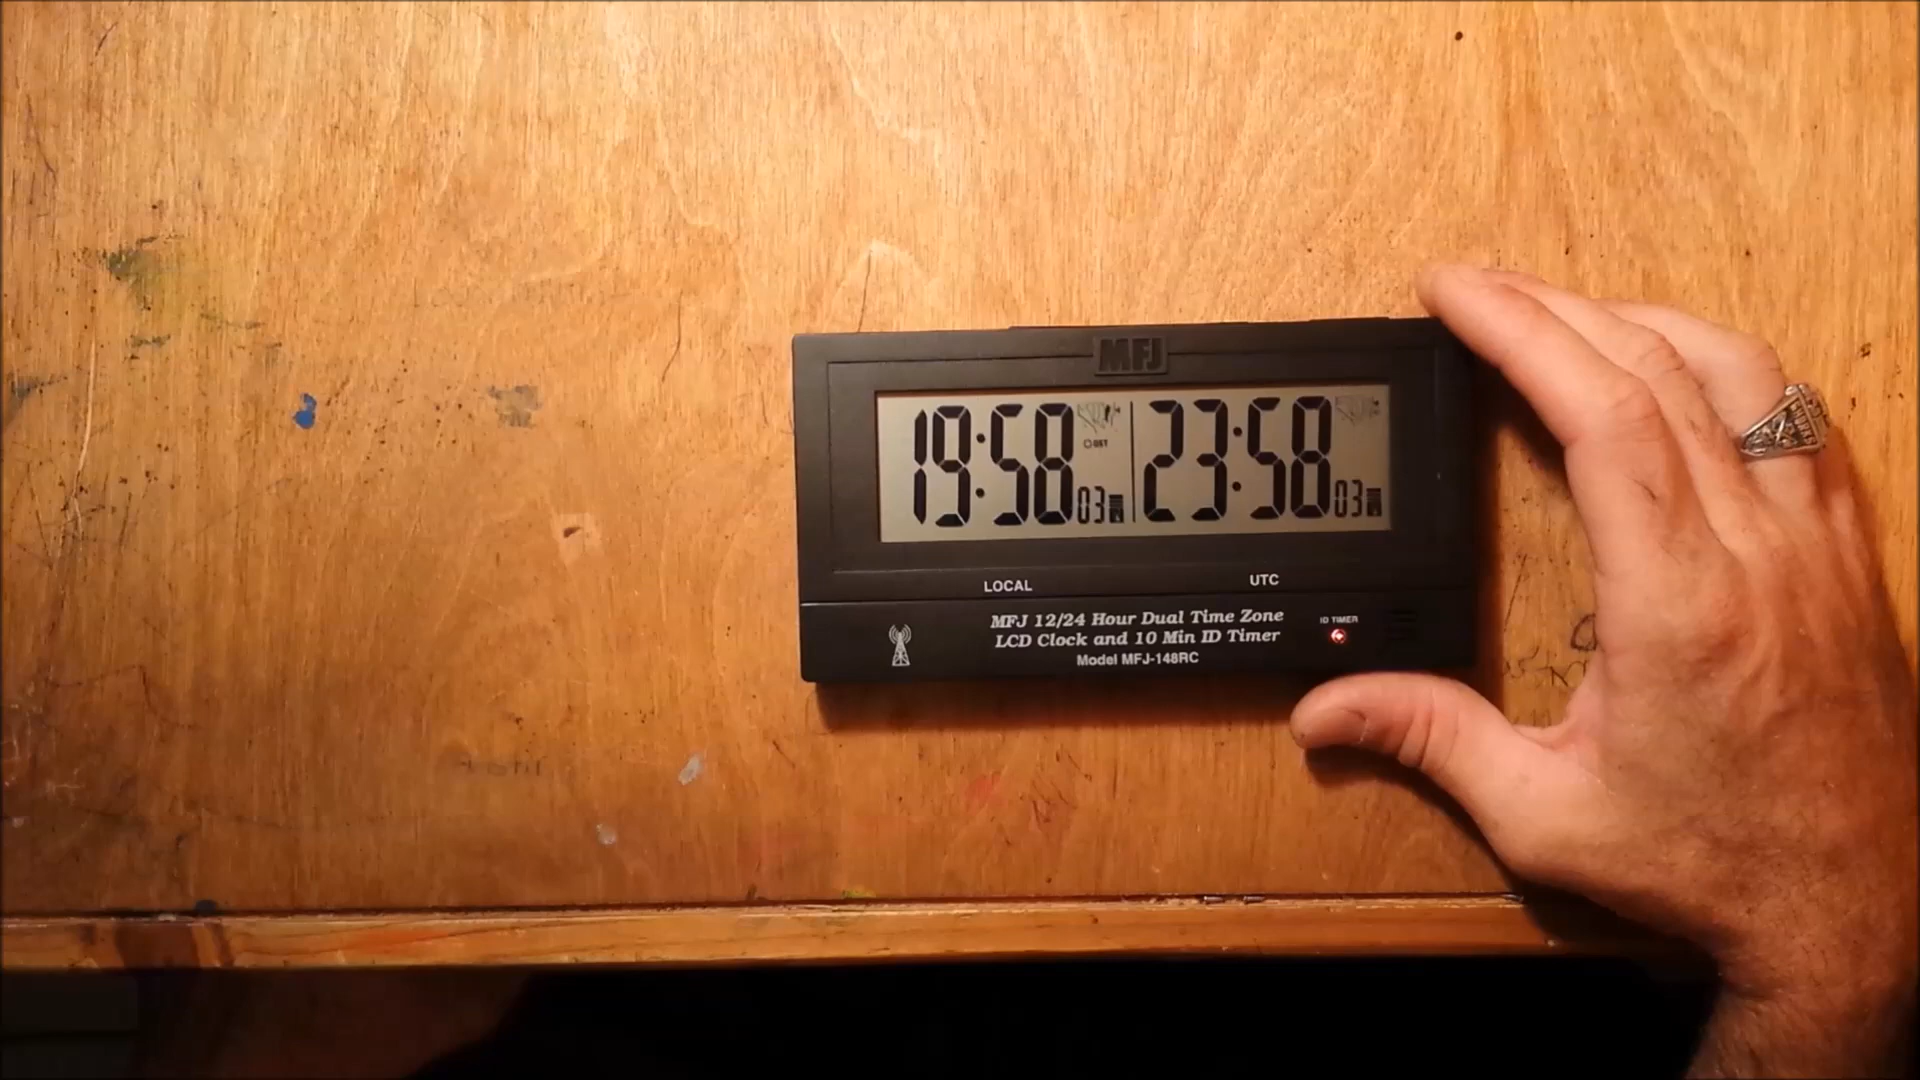 MFJ
19:58 03
DST
23:58 03
LOCAL
UTC
MFJ 12/24 Hour Dual Time Zone
LCD Clock and 10 Min ID Timer
Model MFJ-148RC
ID TIMER